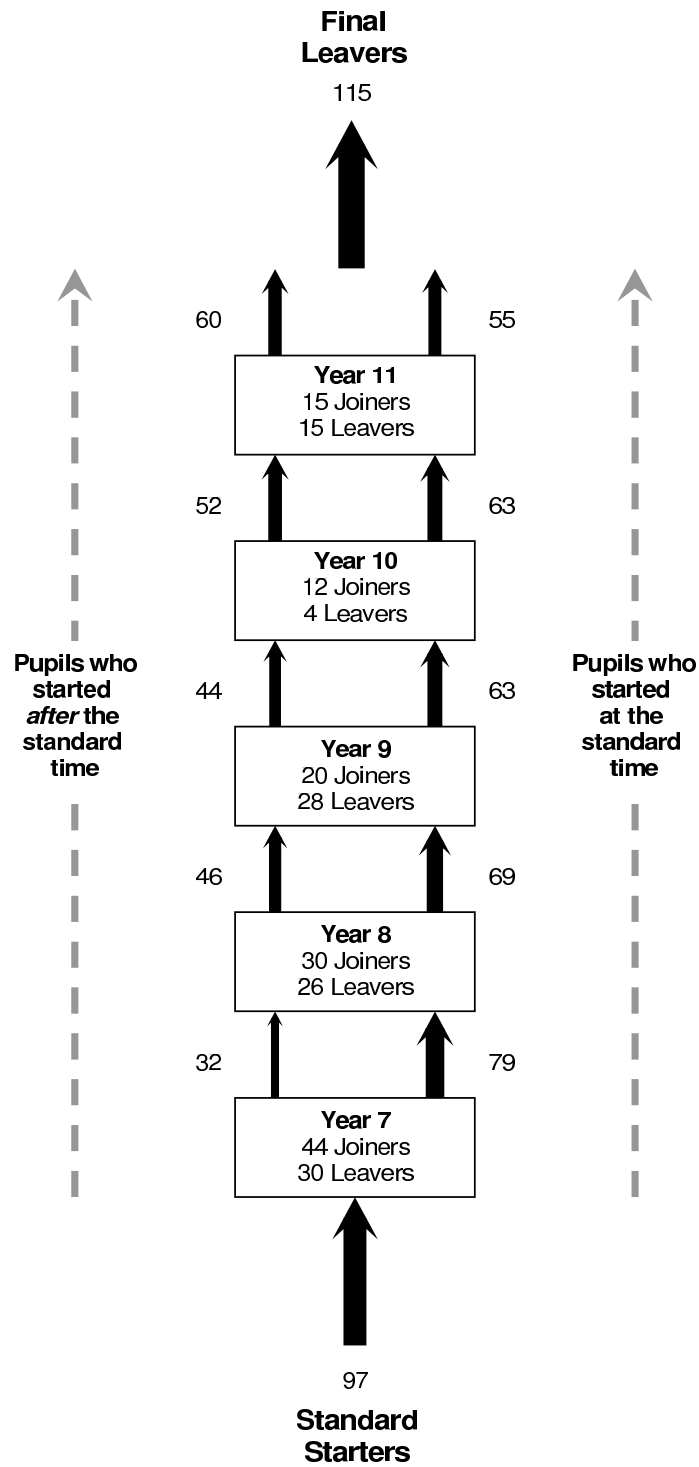 Final
Leavers
115
60
55
Year 11
15 Joiners
15 Leavers
52
63
Year 10
12 Joiners
4 Leavers
Pupils who
started
after the
standard
time
Pupils who
started
at the
standard
time
44
63
Year 9
20 Joiners
28 Leavers
46
69
Year 8
30 Joiners
26 Leavers
32
79
Year 7
44 Joiners
30 Leavers
97
Standard
Starters